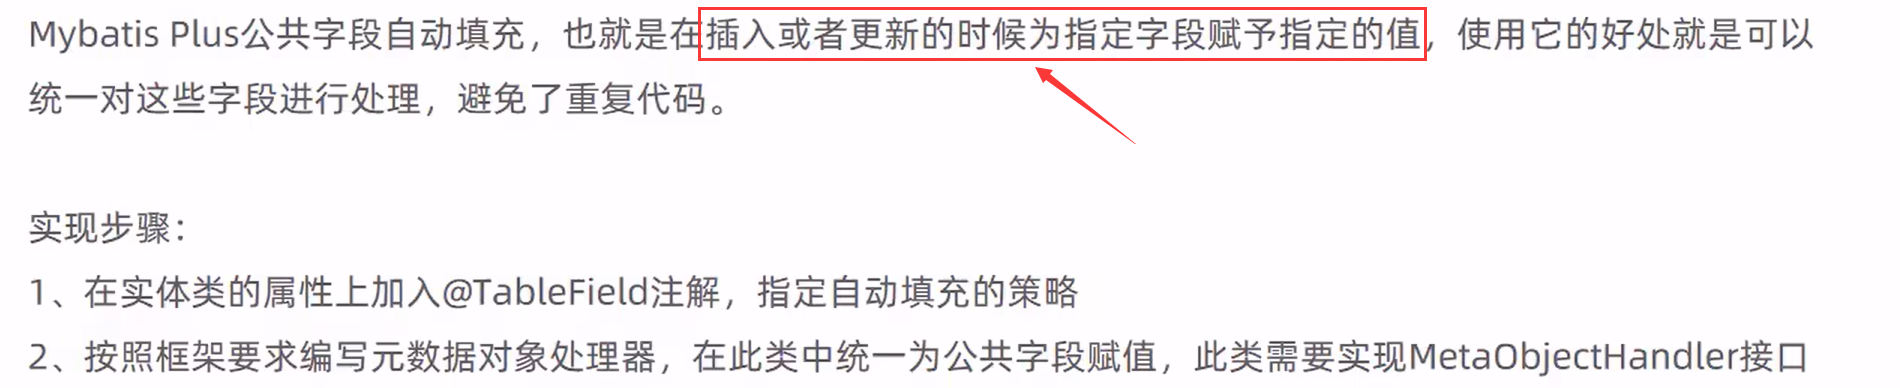 Mybatis Plus公共字段自动填充，也就是在插入或者更新的时候为指定字段赋予指定的值，使用它的好处就是可以
统一对这些字段进行处理，避免了重复代码。
实现步骤：
1、在实体类的属性上加入@TableField注解，指定自动填充的策略
2、按照框架要求编写元数据对象处理器，在此类中统一为公共字段赋值，此类需要实现MetaObjectHandler接口